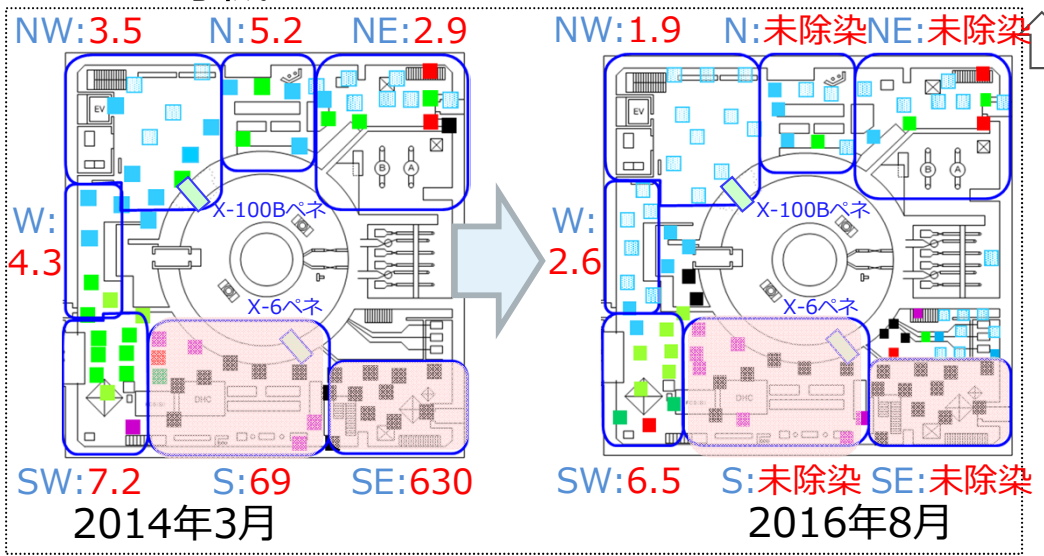 NW:3.5 N:5.2 NE:2.9
EV
B A
X-100Bペネ
W:
4.3
X-6ペネ
DHC
SW:7.2 S:69 SE:630
2014年3月
NW:1.9 N:未除染 NE:未除染
EV
B A
X-100Bペネ
W:
2.6
X-6ペネ
DHC
SW:6.5 S:未除染 SE:未除染
2016年8月